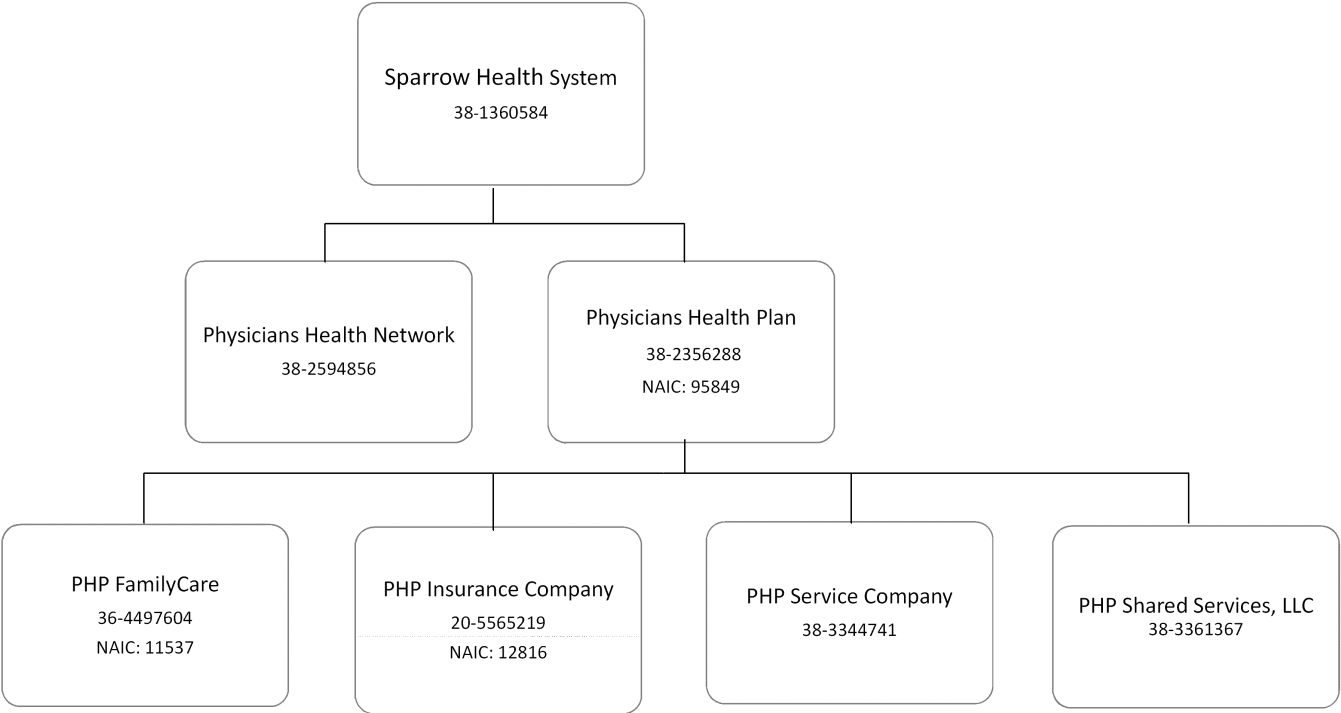 Sparrow Health System
38-1360584
Physicians Health Network
38-2594856
Physicians Health Plan
38-2356288
NAIC: 95849
PHP FamilyCare
36-4497604
NAIC: 11537
PHP Insurance Company
20-5565219
NAIC: 12816
PHP Service Company
38-3344741
PHP Shared Services, LLC
38-3361367